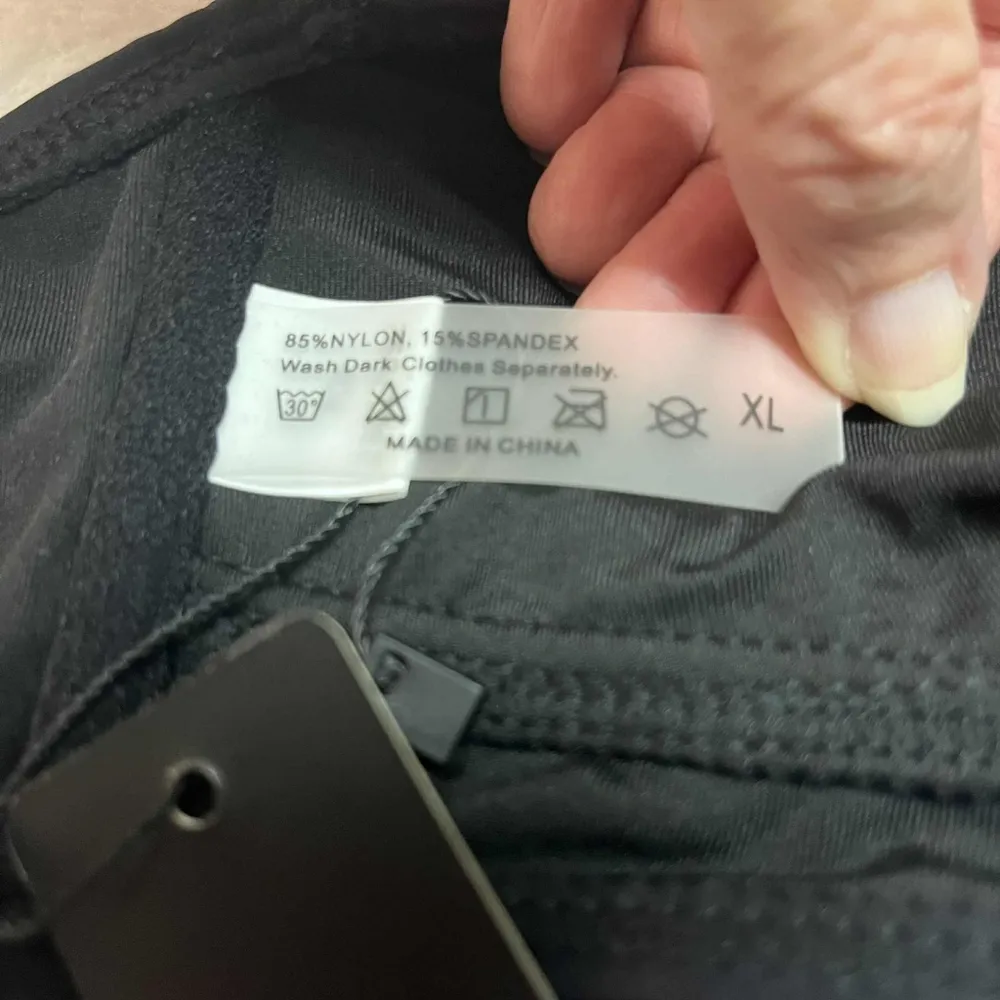 85%NYLON, 15%SPANDEX
Wash Dark Clothes Separately.
30° XL
MADE IN CHINA